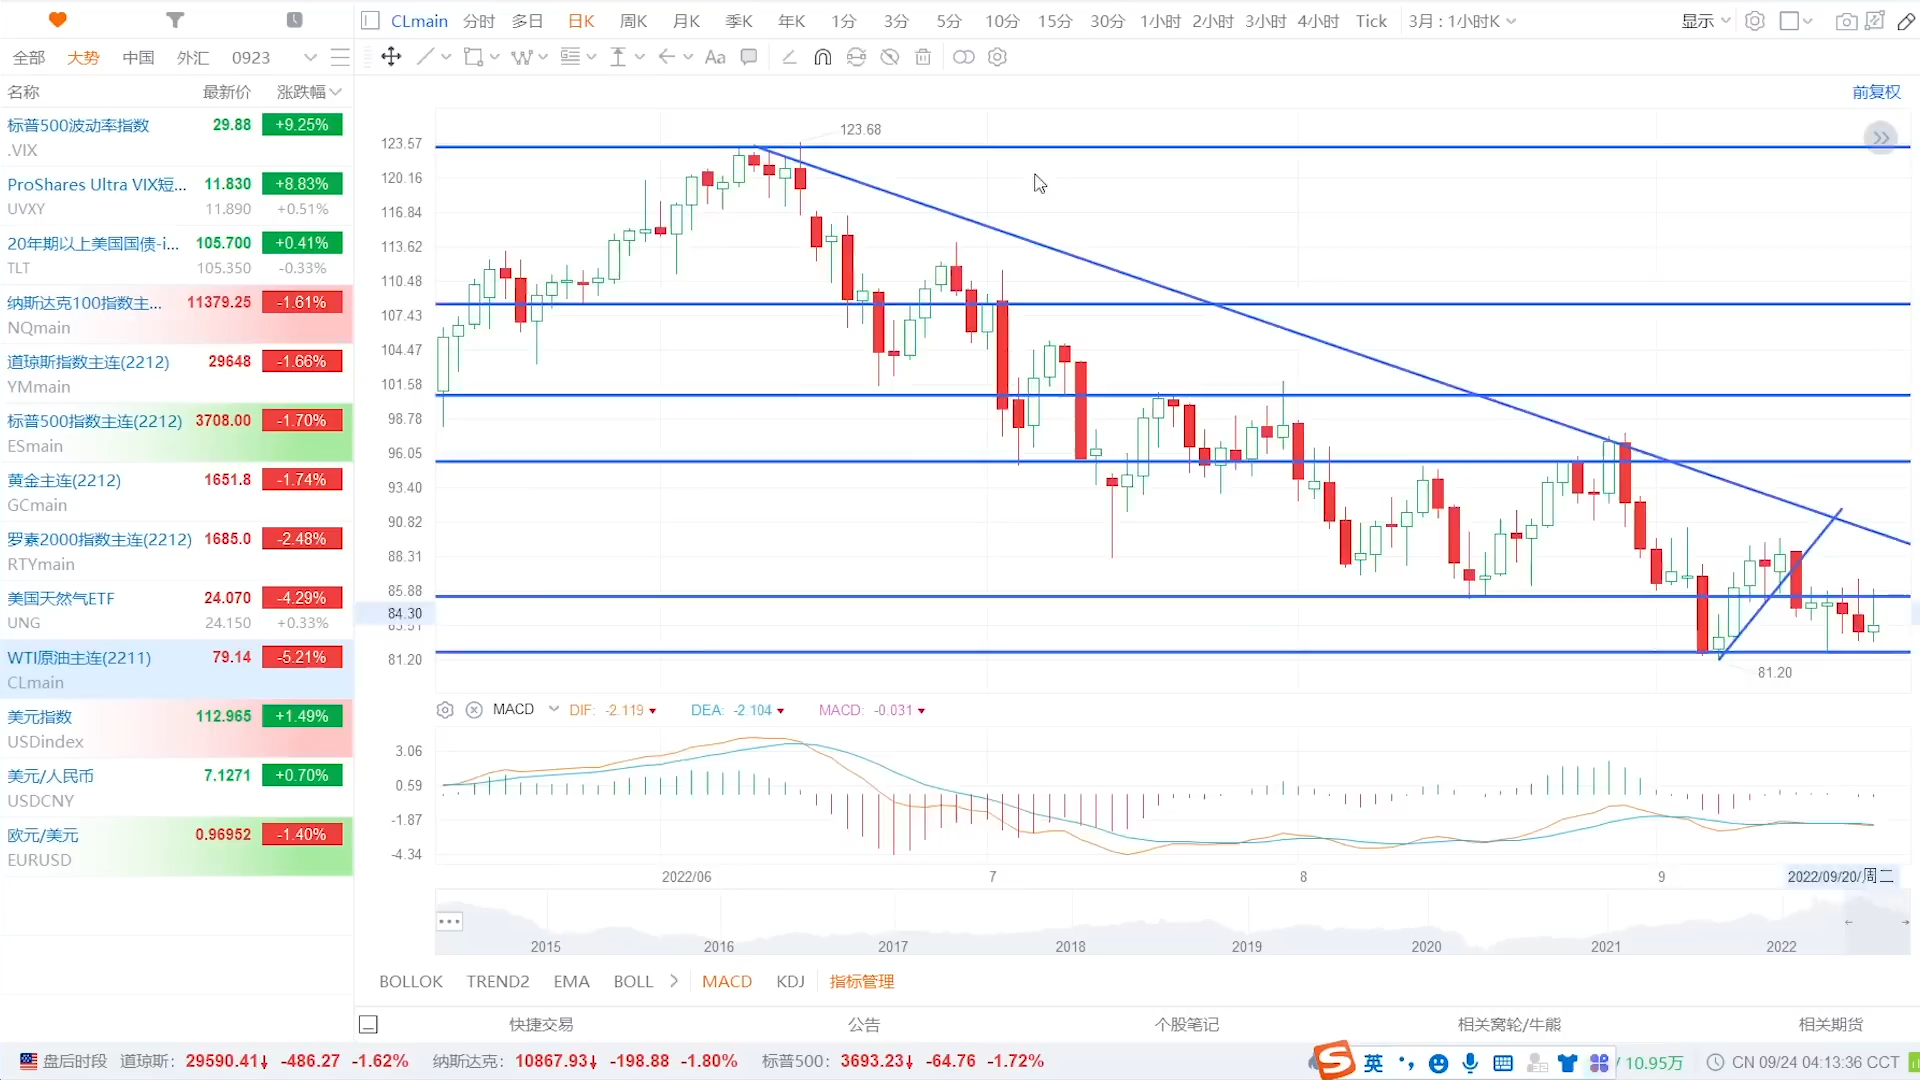 CLmain 分时 多日 日K 周K 月K 季K 年K 1分 3分 5分 10分 15分 30分 1小时 2小时 3小时 4小时 Tick 3月 : 1小时K 显示
全部 大势 中国 外汇 0923
Aa
名称 最新价 涨跌幅
前复权
标普500波动率指数 29.88 +9.25%
.VIX
ProShares Ultra VIX短... 11.830 +8.83%
UVXY 11.890 +0.51%
20年期以上美国国债-i... 105.700 +0.41%
TLT 105.350 -0.33%
纳斯达克100指数主... 11379.25 -1.61%
NQmain
道琼斯指数主连(2212) 29648 -1.66%
YMmain
标普500指数主连(2212) 3708.00 -1.70%
ESmain
黄金主连(2212) 1651.8 -1.74%
GCmain
罗素2000指数主连(2212) 1685.0 -2.48%
RTYmain
美国天然气ETF 24.070 -4.29%
UNG 24.150 +0.33%
WTI原油主连(2211) 79.14 -5.21%
CLmain
美元指数 112.965 +1.49%
USDindex
美元/人民币 7.1271 +0.70%
USDCNY
欧元/美元 0.96952 -1.40%
EURUSD
123.68
123.57
120.16
116.84
113.62
110.48
107.43
104.47
101.58
98.78
96.05
93.40
90.82
88.31
85.88
84.30
83.51
81.20
81.20
MACD DIF: -2.119 DEA: -2.104 MACD: -0.031
3.06
0.59
-1.87
-4.34
2022/06 7 8 9 2022/09/20/周二
2015 2016 2017 2018 2019 2020 2021 2022
BOLLOK TREND2 EMA BOLL MACD KDJ 指标管理
快捷交易 公告 个股笔记 相关窝轮/牛熊 相关期货
盘后时段 道琼斯: 29590.41↓ -486.27 -1.62% 纳斯达克: 10867.93↓ -198.88 -1.80% 标普500: 3693.23↓ -64.76 -1.72% 英 / 10.95万 CN 09/24 04:13:36 CCT